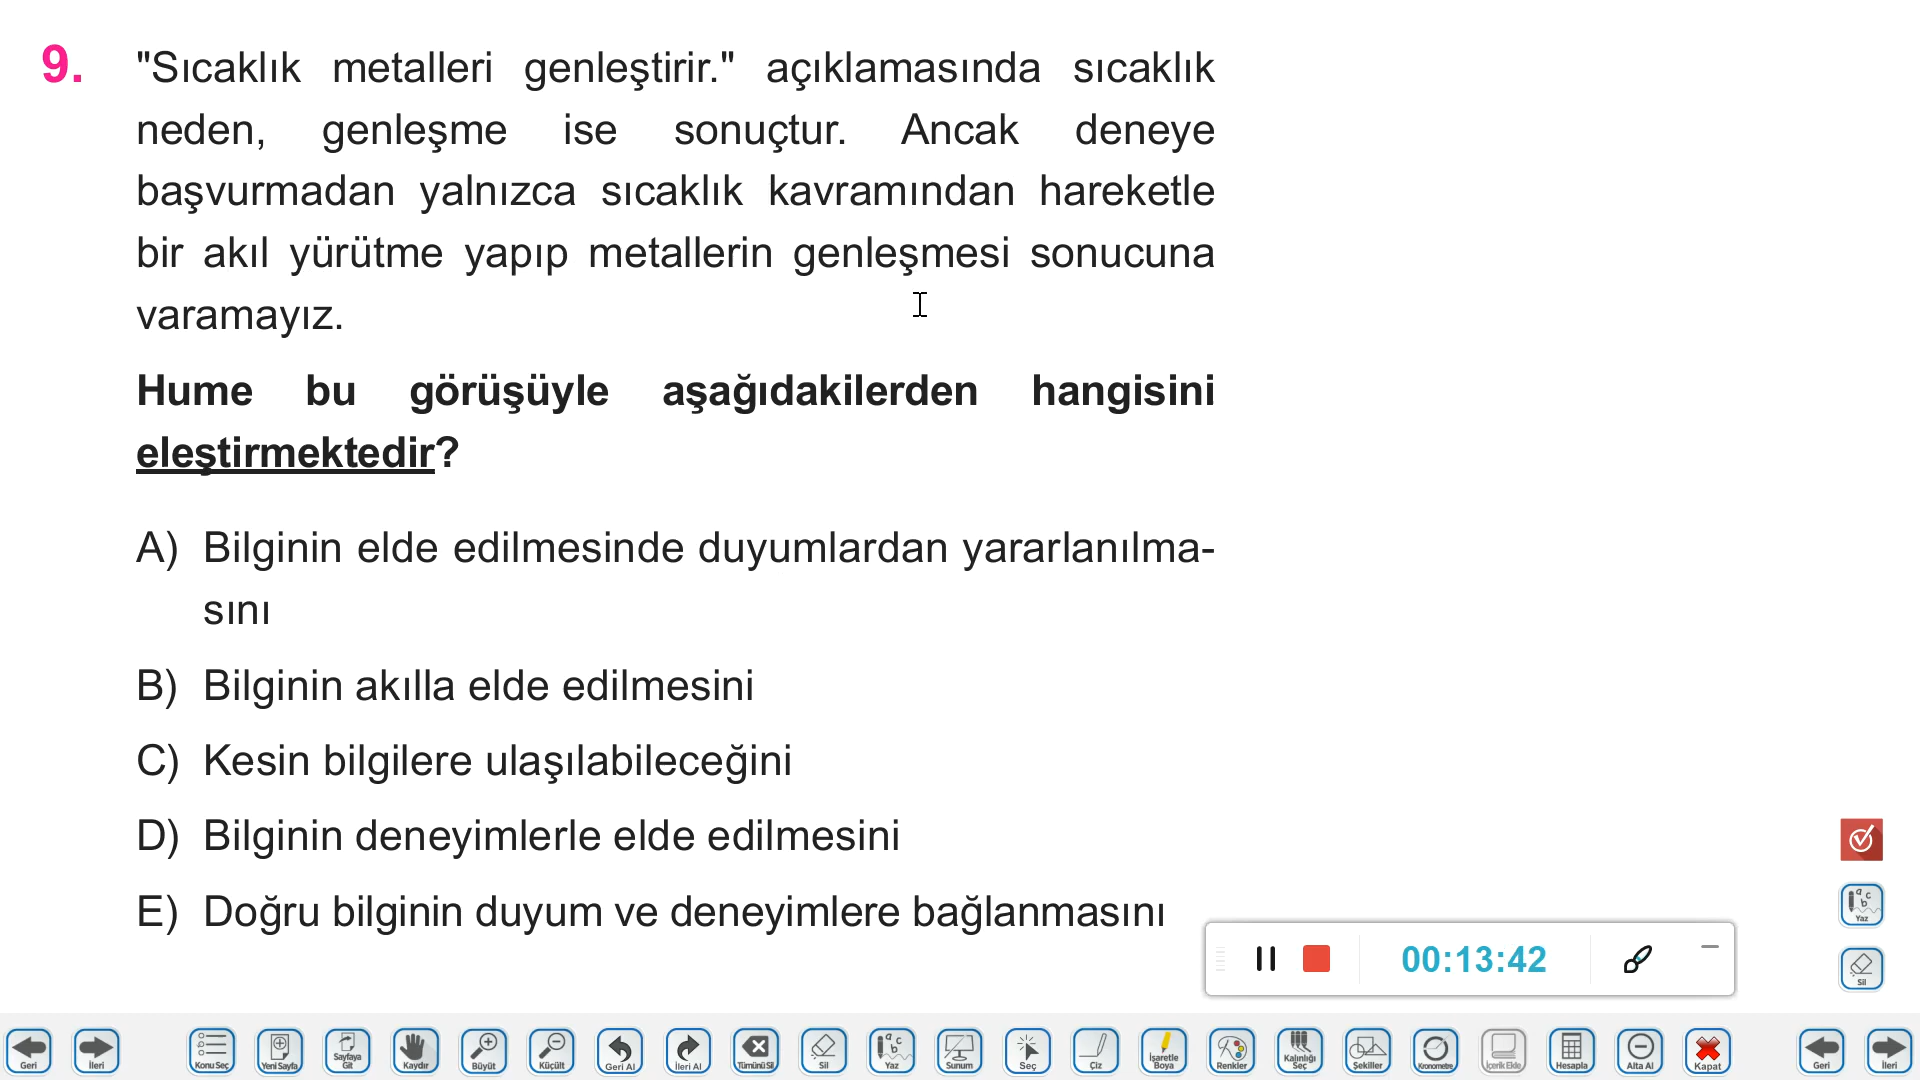 9. "Sıcaklık metalleri genleştirir." açıklamasında sıcaklık
neden, genleşme ise sonuçtur. Ancak deneye
başvurmadan yalnızca sıcaklık kavramından hareketle
bir akıl yürütme yapıp metallerin genleşmesi sonucuna
varamayız.
Hume bu görüşüyle aşağıdakilerden hangisini
eleştirmektedir?
A) Bilginin elde edilmesinde duyumlardan yararlanılma-
sını
B) Bilginin akılla elde edilmesini
C) Kesin bilgilere ulaşılabileceğini
D) Bilginin deneyimlerle elde edilmesini
E) Doğru bilginin duyum ve deneyimlere bağlanmasını
00:13:42
a b c Yaz
Sil
Geri İleri Konu Seç Yeni Sayfa Sayfaya Git Kaydır Büyüt Küçült Geri Al İleri Al Tümünü Sil Sil a b c Yaz Sunum Seç Çiz İşaretle Boya Renkler Kalınlığı Seç Şekiller Kronometre İçerik Ekle Hesapla Alta Al Kapat Geri İleri